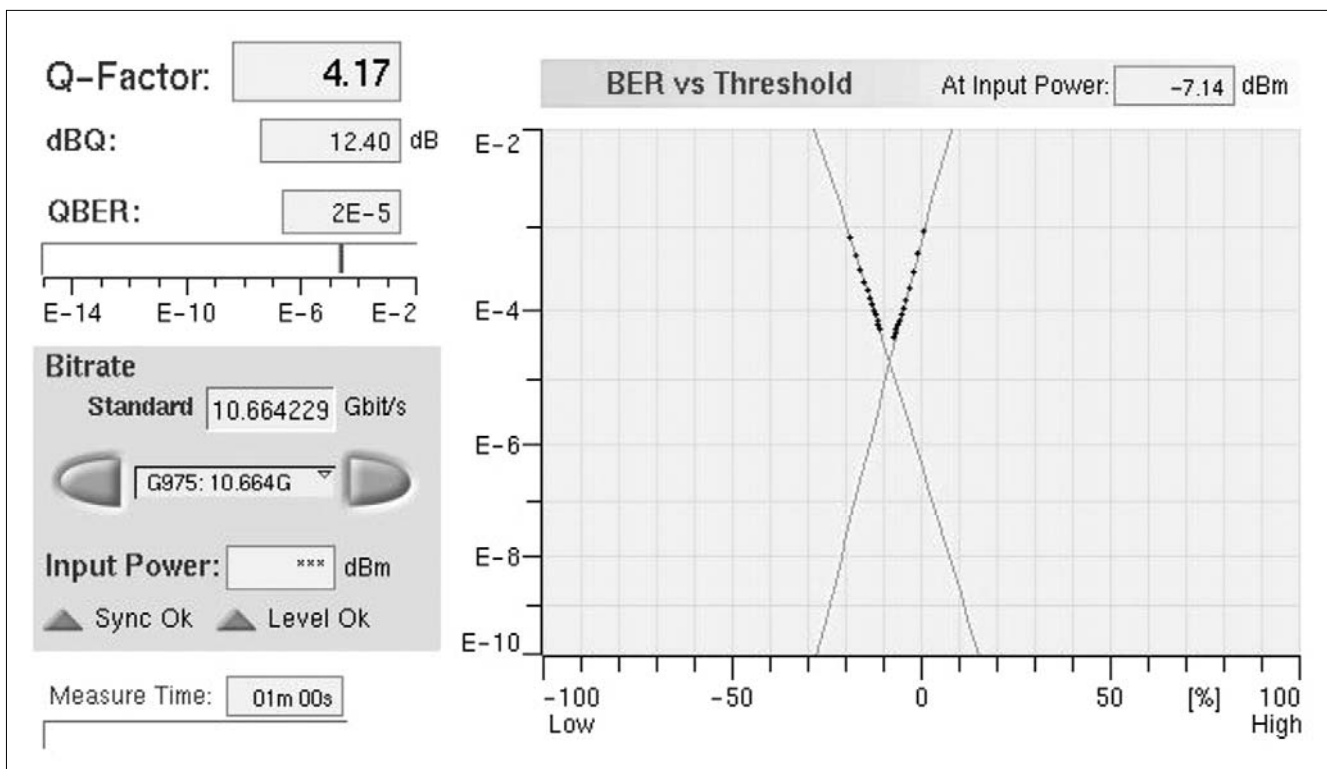 Q-Factor: 4.17
dBQ: 12.40 dB
QBER: 2E-5
E-14 E-10 E-6 E-2
Bitrate
Standard 10.664229 Gbit/s
G975: 10.664G
Input Power: *** dBm
Sync Ok Level Ok
Measure Time: 01m 00s
BER vs Threshold At Input Power: -7.14 dBm
E-2
E-4
E-6
E-8
E-10
-100 -50 0 50 [%] 100
Low High